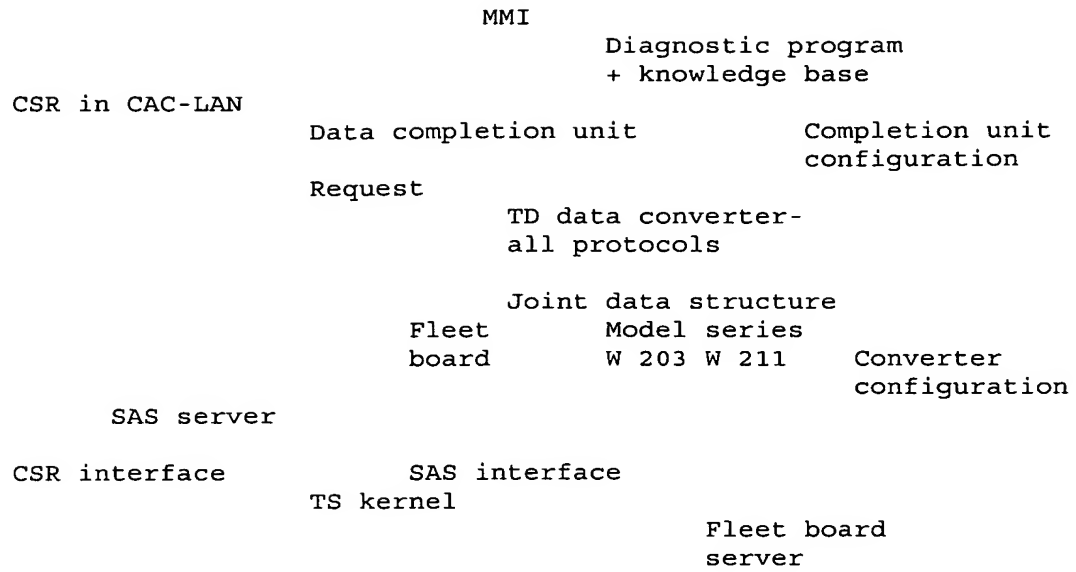 MMI
Diagnostic program
+ knowledge base
CSR in CAC-LAN
Data completion unit
Completion unit
configuration
Request
TD data converter-
all protocols
Joint data structure
Fleet
board
Model series
W 203 W 211
Converter
configuration
SAS server
CSR interface
SAS interface
TS kernel
Fleet board
server